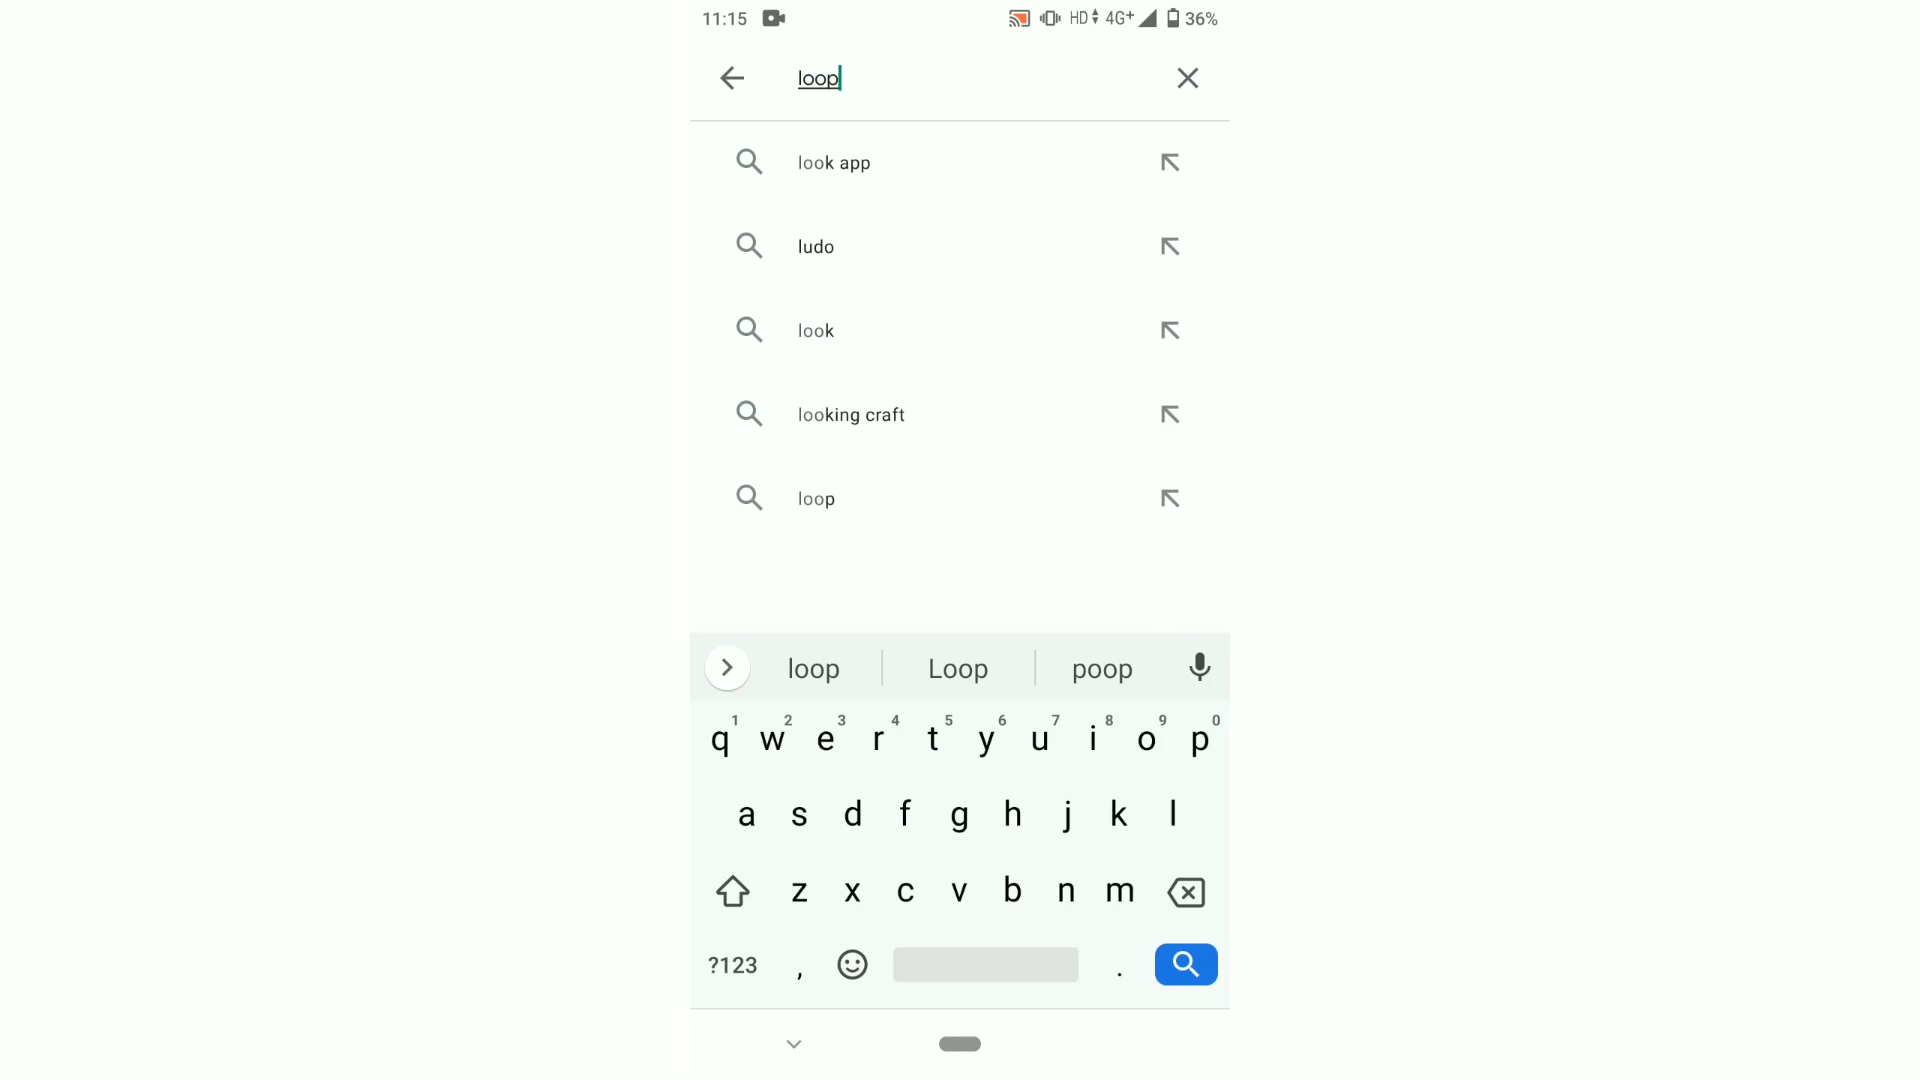 11:15 HD 4G+ 36%
loop
look app
ludo
look
looking craft
loop
loop Loop poop
1 2 3 4 5 6 7 8 9 0
q w e r t y u i o p
a s d f g h j k l
z x c v b n m
?123 , .